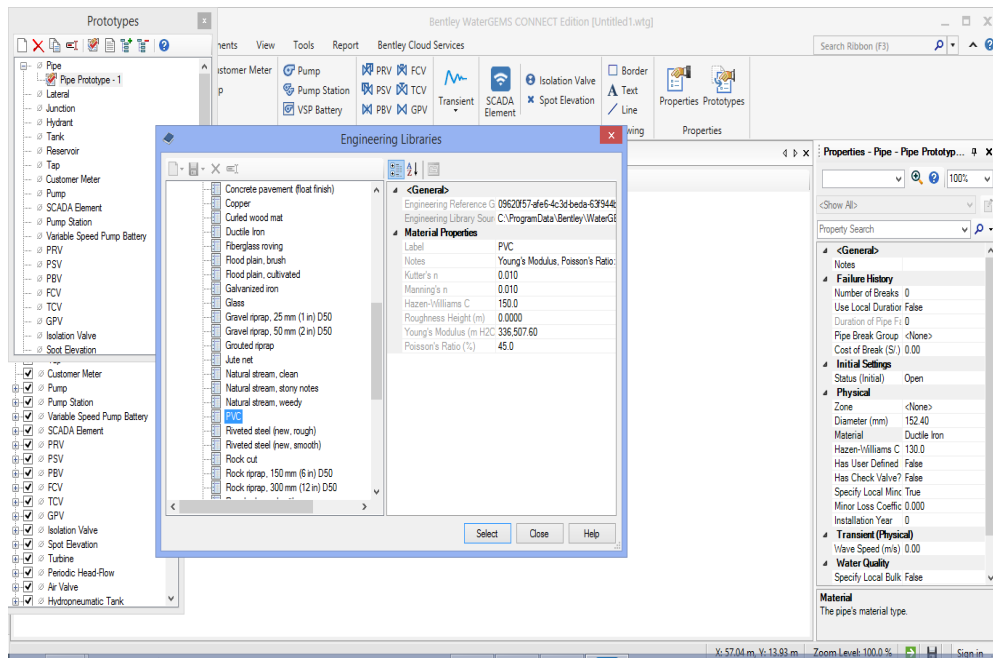 Prototypes
x
Bentley WaterGEMS CONNECT Edition [Untitled1.wtg]
View Tools Report Bentley Cloud Services
Search Ribbon (F3)
Pipe
Pipe Prototype - 1
Lateral
Junction
Hydrant
Tank
Reservoir
Tap
Customer Meter
Pump
SCADA Element
Pump Station
Variable Speed Pump Battery
PRV
PSV
PBV
FCV
TCV
GPV
Isolation Valve
Spot Elevation
Customer Meter
Pump
Pump Station
Variable Speed Pump Battery
SCADA Element
PRV
PSV
PBV
FCV
TCV
GPV
Isolation Valve
Spot Elevation
Turbine
Periodic Head-Flow
Air Valve
Hydropneumatic Tank
stomer Meter
Pump
Pump Station
VSP Battery
PRV FCV
PSV TCV
PBV GPV
Transient
SCADA
Element
Isolation Valve
Spot Elevation
Border
Text
Line
Properties Prototypes
Properties
Engineering Libraries
x
Concrete pavement (float finish)
Copper
Curled wood mat
Ductile Iron
Fiberglass roving
Flood plain, brush
Flood plain, cultivated
Galvanized iron
Glass
Gravel riprap, 25 mm (1 in) D50
Gravel riprap, 50 mm (2 in) D50
Grouted riprap
Jute net
Natural stream, clean
Natural stream, stony notes
Natural stream, weedy
PVC
Riveted steel (new, rough)
Riveted steel (new, smooth)
Rock cut
Rock riprap, 150 mm (6 in) D50
Rock riprap, 300 mm (12 in) D50
<General>
Engineering Reference G 09620f57-afe6-4c3d-beda-63f944b
Engineering Library Sour C:\ProgramData\Bentley\WaterGE
Material Properties
Label PVC
Notes Young's Modulus, Poisson's Ratio:
Kutter's n 0.010
Manning's n 0.010
Hazen-Williams C 150.0
Roughness Height (m) 0.0000
Young's Modulus (m H2O 336,507.60
Poisson's Ratio (%) 45.0
Select Close Help
Properties - Pipe - Pipe Prototyp...
100%
<Show All>
Property Search
<General>
Notes
Failure History
Number of Breaks 0
Use Local Duration False
Duration of Pipe Fa 0
Pipe Break Group <None>
Cost of Break (S/.) 0.00
Initial Settings
Status (Initial) Open
Physical
Zone <None>
Diameter (mm) 152.40
Material Ductile Iron
Hazen-Williams C 130.0
Has User Defined False
Has Check Valve? False
Specify Local Minc True
Minor Loss Coeffic 0.000
Installation Year 0
Transient (Physical)
Wave Speed (m/s) 0.00
Water Quality
Specify Local Bulk False
Material
The pipe's material type.
X: 57.04 m, Y: 13.93 m Zoom Level: 100.0 % Sign in